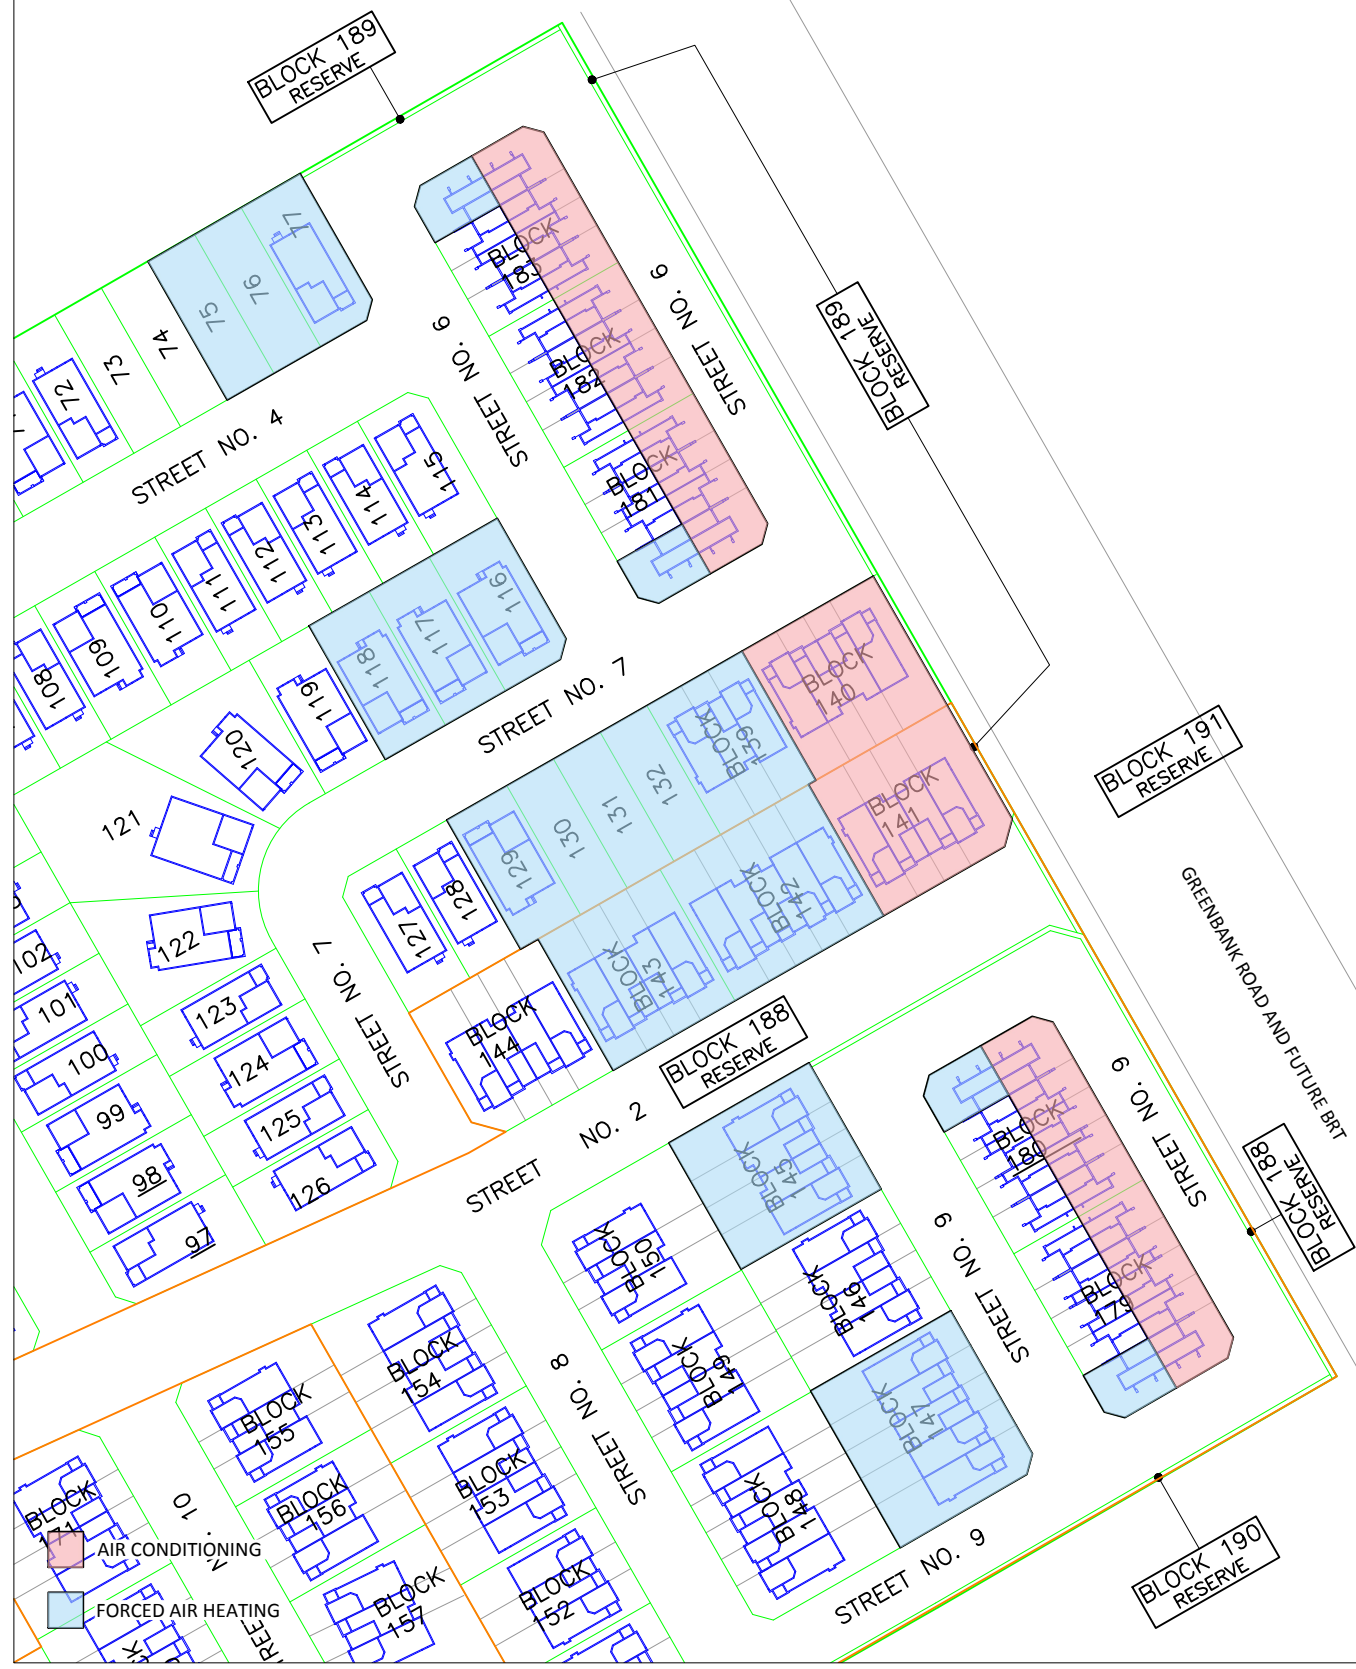 BLOCK 189
RESERVE
77
76
75
74
73
72
BLOCK
183
STREET NO. 6
STREET NO. 6
BLOCK 189
RESERVE
BLOCK
182
STREET NO. 4
BLOCK
181
115
114
113
112
111
110
109
108
116
117
118
119
120
121
STREET NO. 7
BLOCK
140
BLOCK
139
132
131
130
129
128
127
BLOCK
141
BLOCK
142
BLOCK
143
BLOCK
144
BLOCK 191
RESERVE
GREENBANK ROAD AND FUTURE BRT
122
123
124
125
126
STREET NO. 7
102
101
100
99
98
97
BLOCK 188
RESERVE
STREET NO. 2
BLOCK
145
BLOCK
146
BLOCK
147
BLOCK
148
BLOCK
149
BLOCK
150
BLOCK
180
BLOCK
179
STREET NO. 6
STREET NO. 9
BLOCK 188
RESERVE
STREET NO. 8
BLOCK
154
BLOCK
153
BLOCK
152
BLOCK
155
BLOCK
156
BLOCK
157
BLOCK
171
NO. 10
STREET NO. 9
BLOCK 190
RESERVE
AIR CONDITIONING
FORCED AIR HEATING